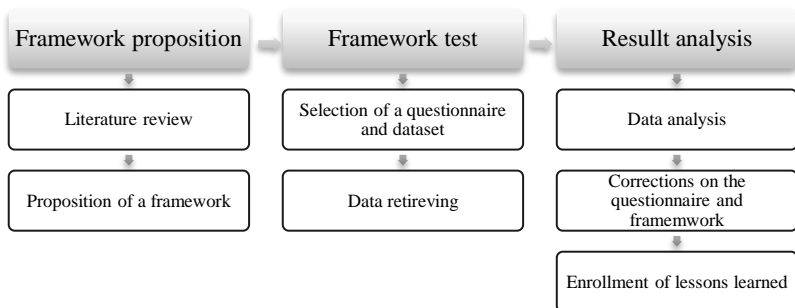 Framework proposition
Literature review
Proposition of a framework
Framework test
Selection of a questionnaire
and dataset
Data retireving
Resullt analysis
Data analysis
Corrections on the
questionnaire and
framemwork
Enrollment of lessons learned